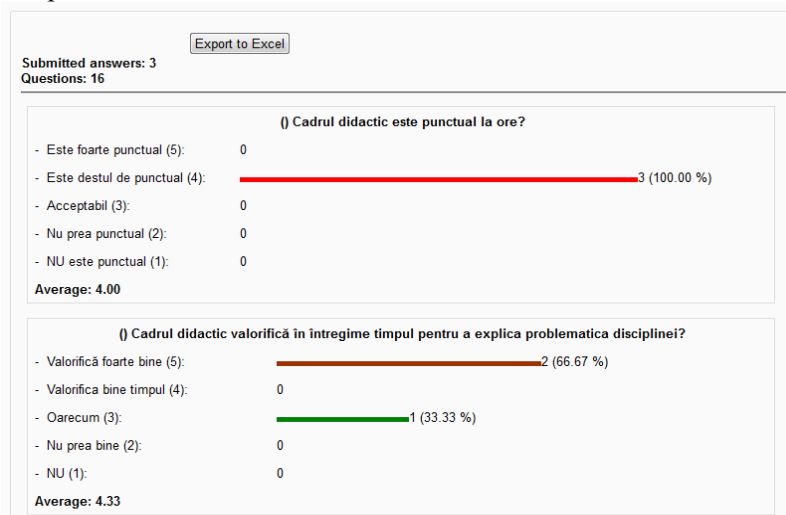 Export to Excel
Submitted answers: 3
Questions: 16
() Cadrul didactic este punctual la ore?
- Este foarte punctual (5): 0
- Este destul de punctual (4): 3 (100.00 %)
- Acceptabil (3): 0
- Nu prea punctual (2): 0
- NU este punctual (1): 0
Average: 4.00
() Cadrul didactic valorifică în întregime timpul pentru a explica problematica disciplinei?
- Valorifică foarte bine (5): 2 (66.67 %)
- Valorifica bine timpul (4): 0
- Oarecum (3): 1 (33.33 %)
- Nu prea bine (2): 0
- NU (1): 0
Average: 4.33